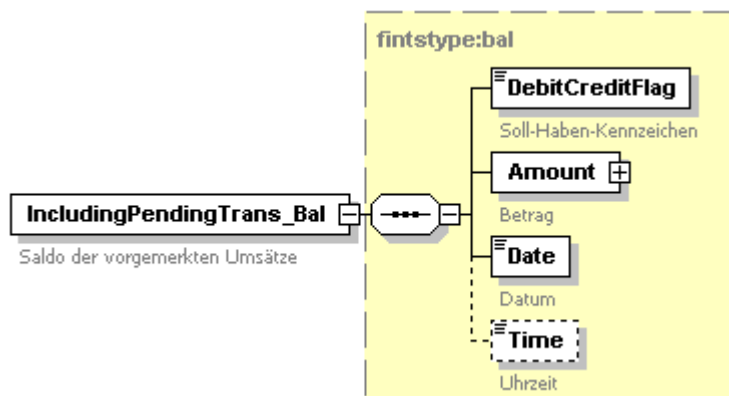 fintstype:bal
DebitCreditFlag
Soll-Haben-Kennzeichen
Amount
Betrag
IncludingPendingTrans_Bal
Saldo der vorgemerkten Umsätze
Date
Datum
Time
Uhrzeit